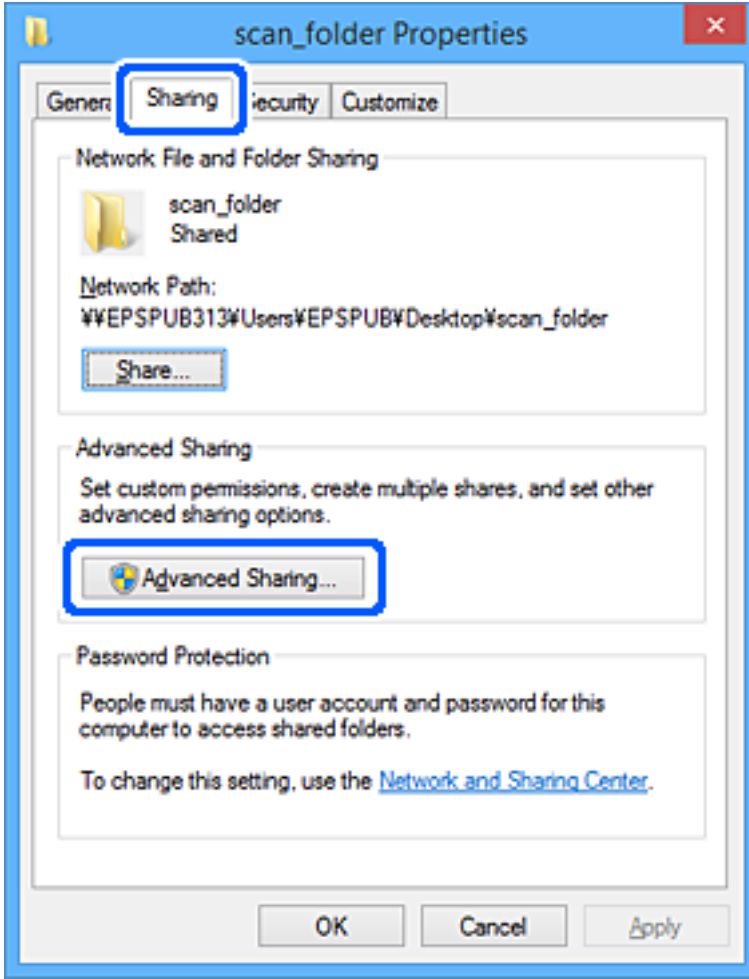 scan_folder Properties
General Sharing Security Customize
Network File and Folder Sharing
scan_folder
Shared
Network Path:
¥¥EPSPUB313¥Users¥EPSPUB¥Desktop¥scan_folder
Share...
Advanced Sharing
Set custom permissions, create multiple shares, and set other
advanced sharing options.
Advanced Sharing...
Password Protection
People must have a user account and password for this
computer to access shared folders.
To change this setting, use the Network and Sharing Center.
OK Cancel Apply